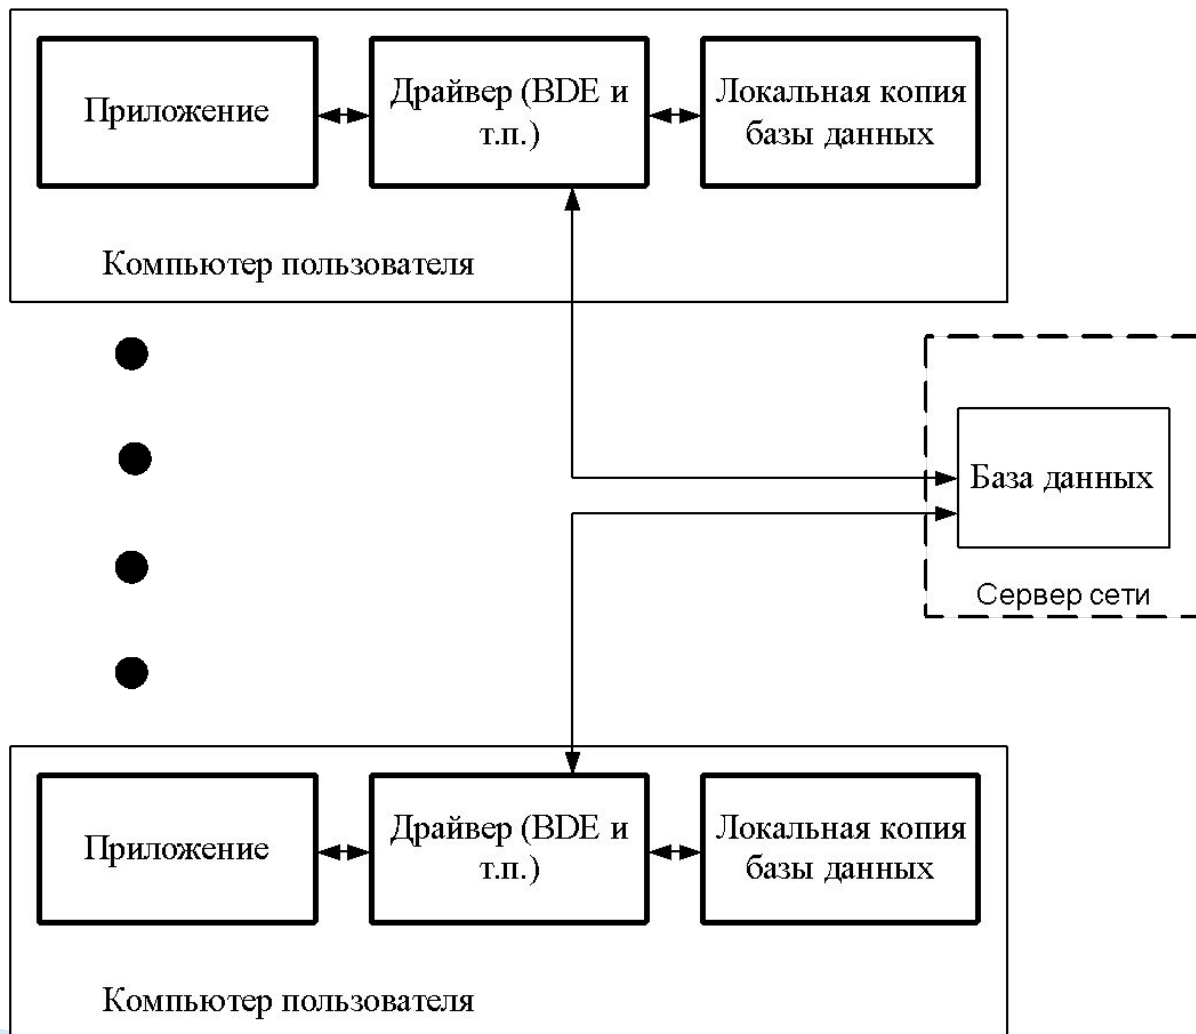 Приложение
Драйвер (BDE и
т.п.)
Локальная копия
базы данных
Компьютер пользователя
База данных
Сервер сети
Приложение
Драйвер (BDE и
т.п.)
Локальная копия
базы данных
Компьютер пользователя